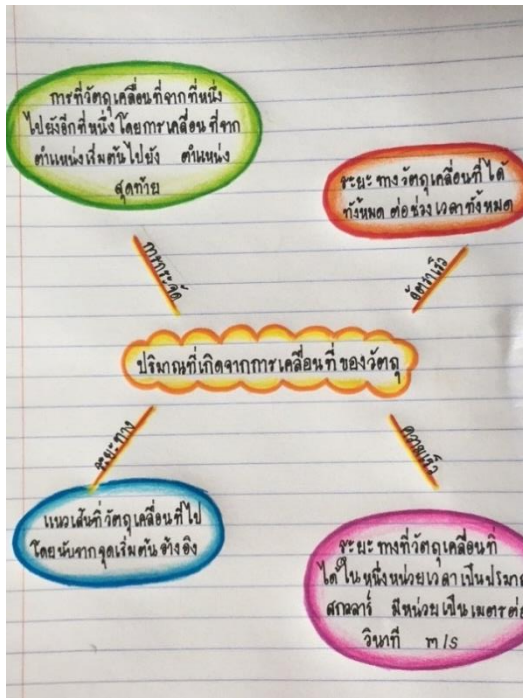 การที่วัตถุเคลื่อนที่จากที่หนึ่ง
ไปยังอีกที่หนึ่งโดยการเคลื่อนที่จาก
ตำแหน่งเริ่มต้นไปยัง ตำแหน่ง
สุดท้าย
ระยะทางวัตถุเคลื่อนที่ได้
ทั้งหมด ต่อช่วงเวลาทั้งหมด
การกระจัด
อัตราเร็ว
ปริมาณที่เกิดจากการเคลื่อนที่ของวัตถุ
ระยะทาง
ความเร็ว
แนวเส้นที่วัตถุเคลื่อนที่ไป
โดยนับจากจุดเริ่มต้นอ้างอิง
ระยะทางที่วัตถุเคลื่อนที่
ได้ในหนึ่งหน่วยเวลาเป็นปริมาณ
สกลลาร์ มีหน่วยเป็นเมตรต่อ
วินาที m/s